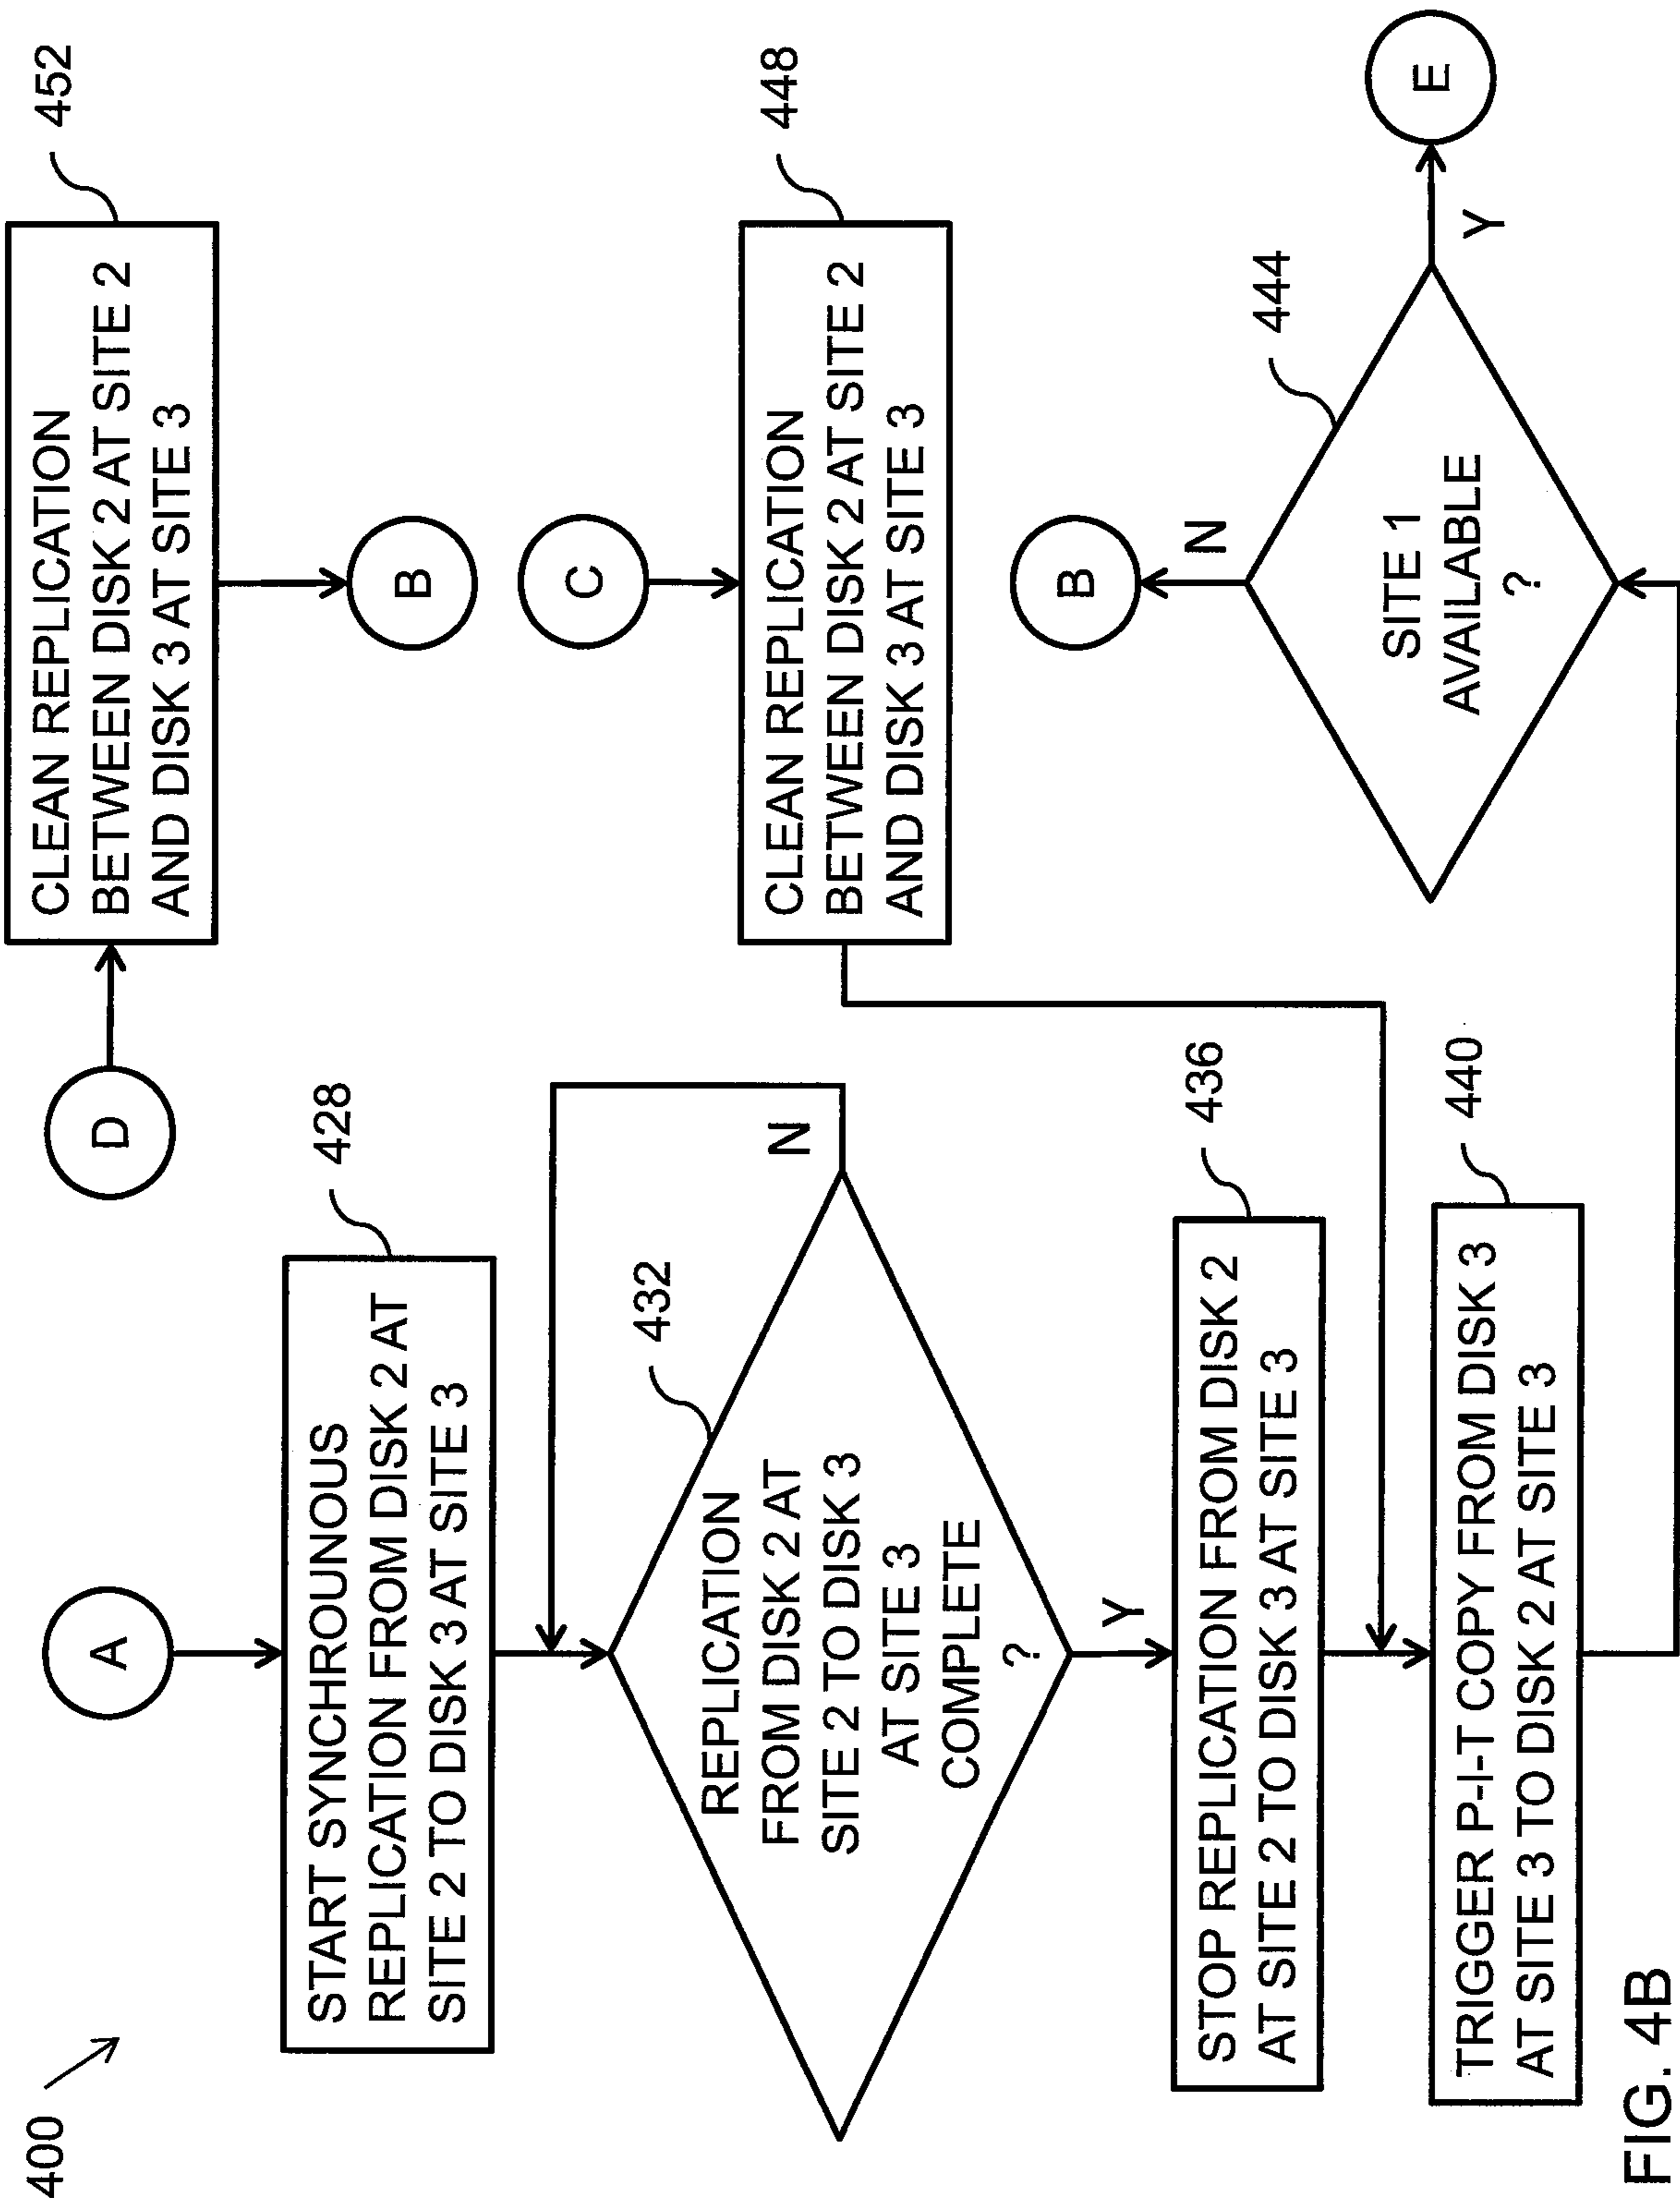 400
A
START SYNCHROUNOUS
REPLICATION FROM DISK 2 AT
SITE 2 TO DISK 3 AT SITE 3
428
432
REPLICATION
FROM DISK 2 AT
SITE 2 TO DISK 3
AT SITE 3
COMPLETE
?
N
Y
STOP REPLICATION FROM DISK 2
AT SITE 2 TO DISK 3 AT SITE 3
436
TRIGGER P-I-T COPY FROM DISK 3
AT SITE 3 TO DISK 2 AT SITE 3
440
D
CLEAN REPLICATION
BETWEEN DISK 2 AT SITE 2
AND DISK 3 AT SITE 3
452
B
C
CLEAN REPLICATION
BETWEEN DISK 2 AT SITE 2
AND DISK 3 AT SITE 3
448
B
N
444
SITE 1
AVAILABLE
?
Y
E
FIG. 4B